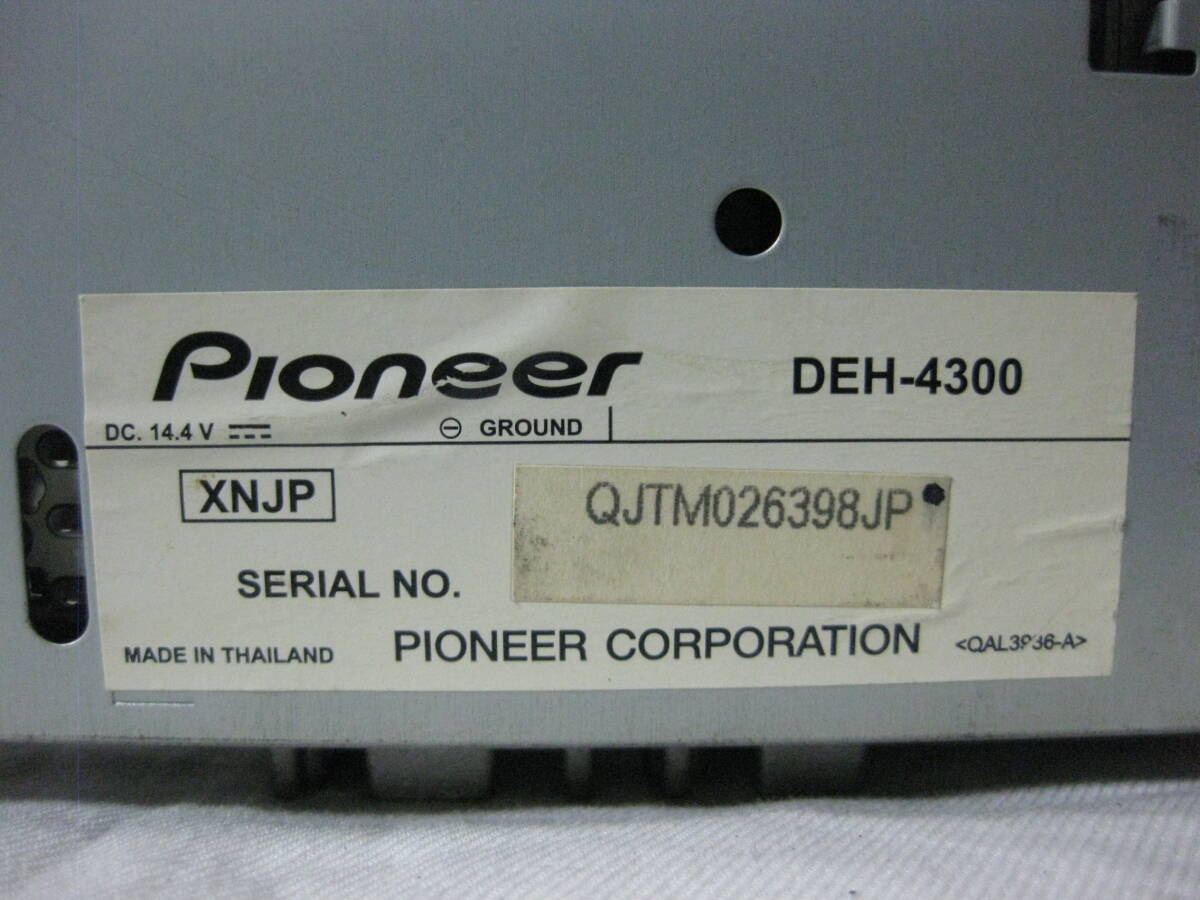 Pioneer DEH-4300
DC. 14.4 V ⊖ GROUND
XNJP
QJTM026398JP
SERIAL NO.
MADE IN THAILAND PIONEER CORPORATION